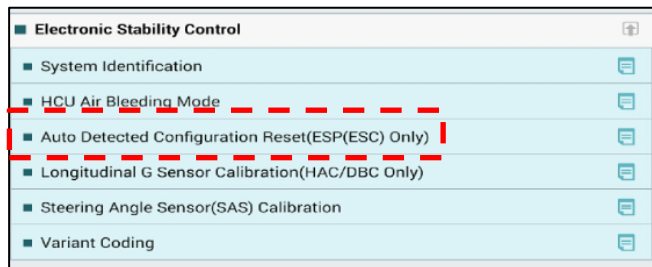 Electronic Stability Control
System Identification
HCU Air Bleeding Mode
Auto Detected Configuration Reset(ESP(ESC) Only)
Longitudinal G Sensor Calibration(HAC/DBC Only)
Steering Angle Sensor(SAS) Calibration
Variant Coding